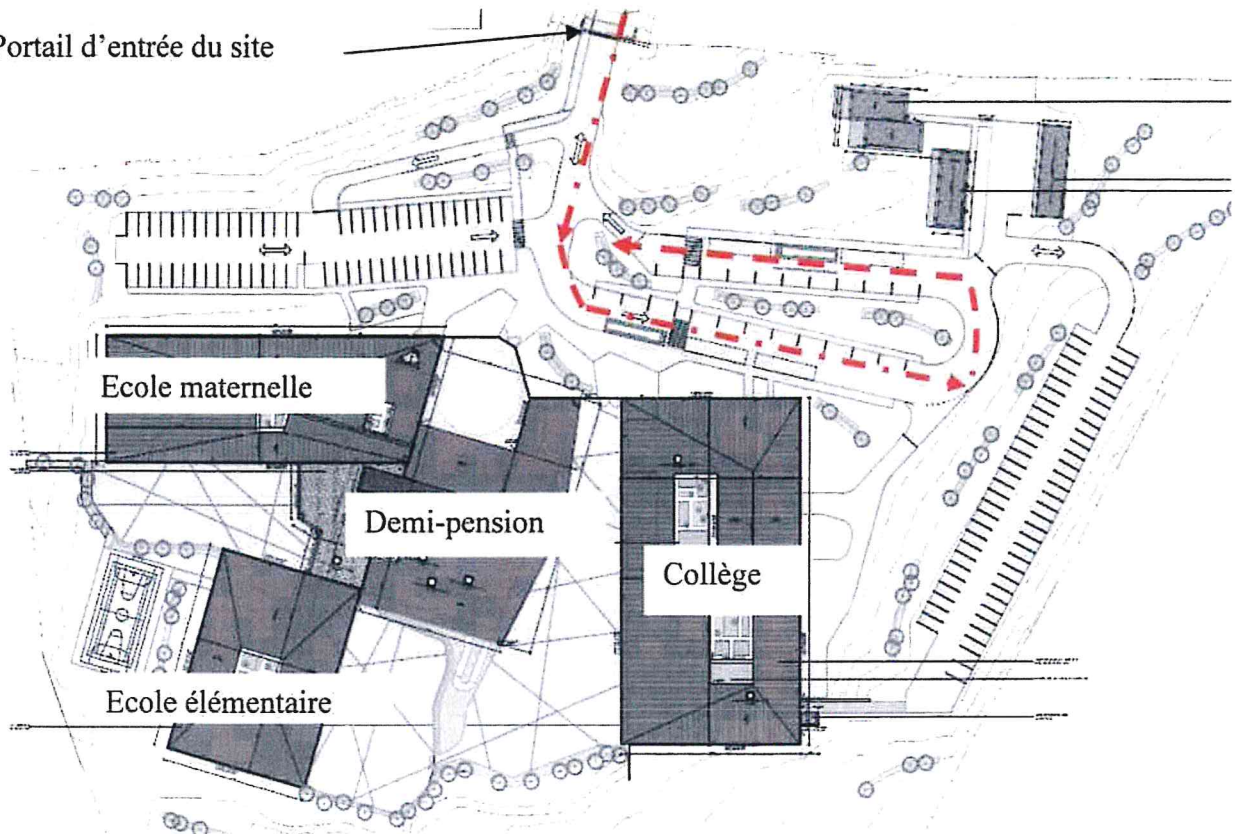 Portail d'entrée du site
Ecole maternelle
Demi-pension
Collège
Ecole élémentaire